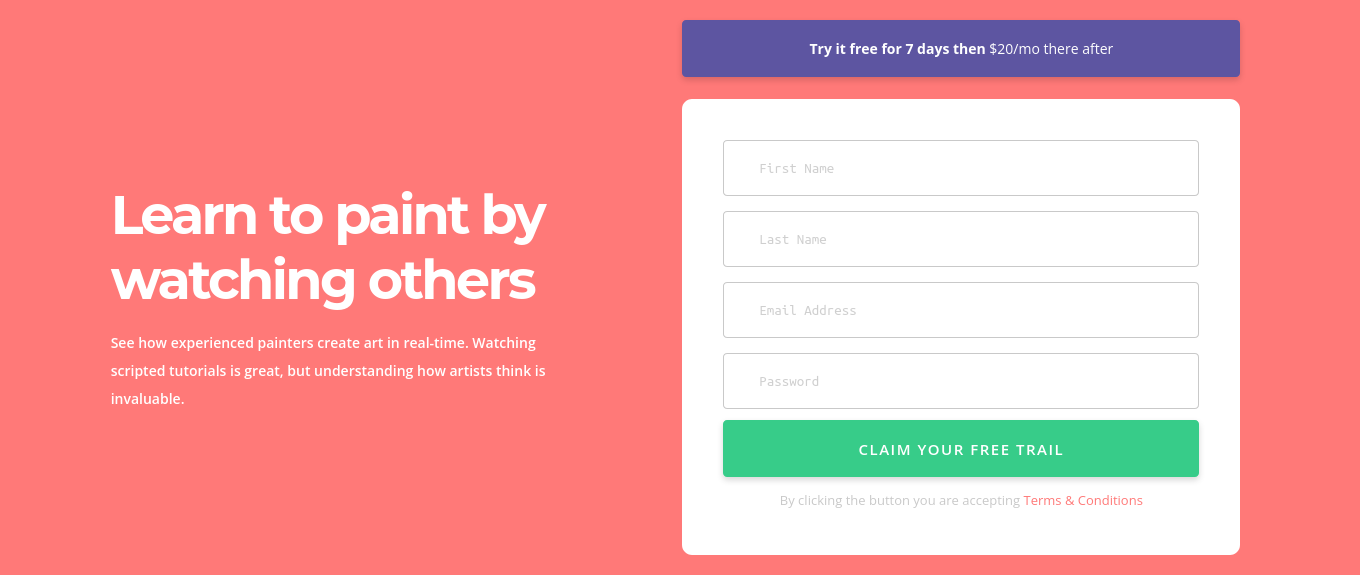 Try it free for 7 days then $20/mo there after
Learn to paint by
watching others
See how experienced painters create art in real-time. Watching
scripted tutorials is great, but understanding how artists think is
invaluable.
First Name
Last Name
Email Address
Password
CLAIM YOUR FREE TRAIL
By clicking the button you are accepting Terms & Conditions